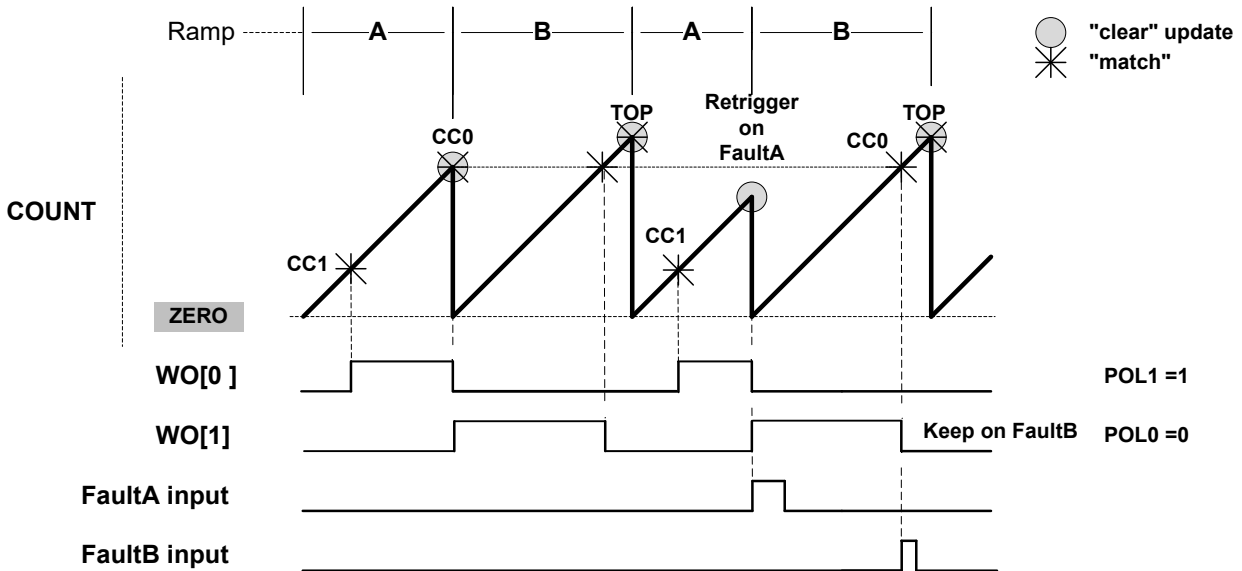 Ramp A B A B "clear" update
"match"
Retrigger
on
FaultA
TOP TOP
CC0 CC0
COUNT
CC1 CC1
ZERO
WO[0 ] POL1 =1
WO[1] Keep on FaultB POL0 =0
FaultA input
FaultB input